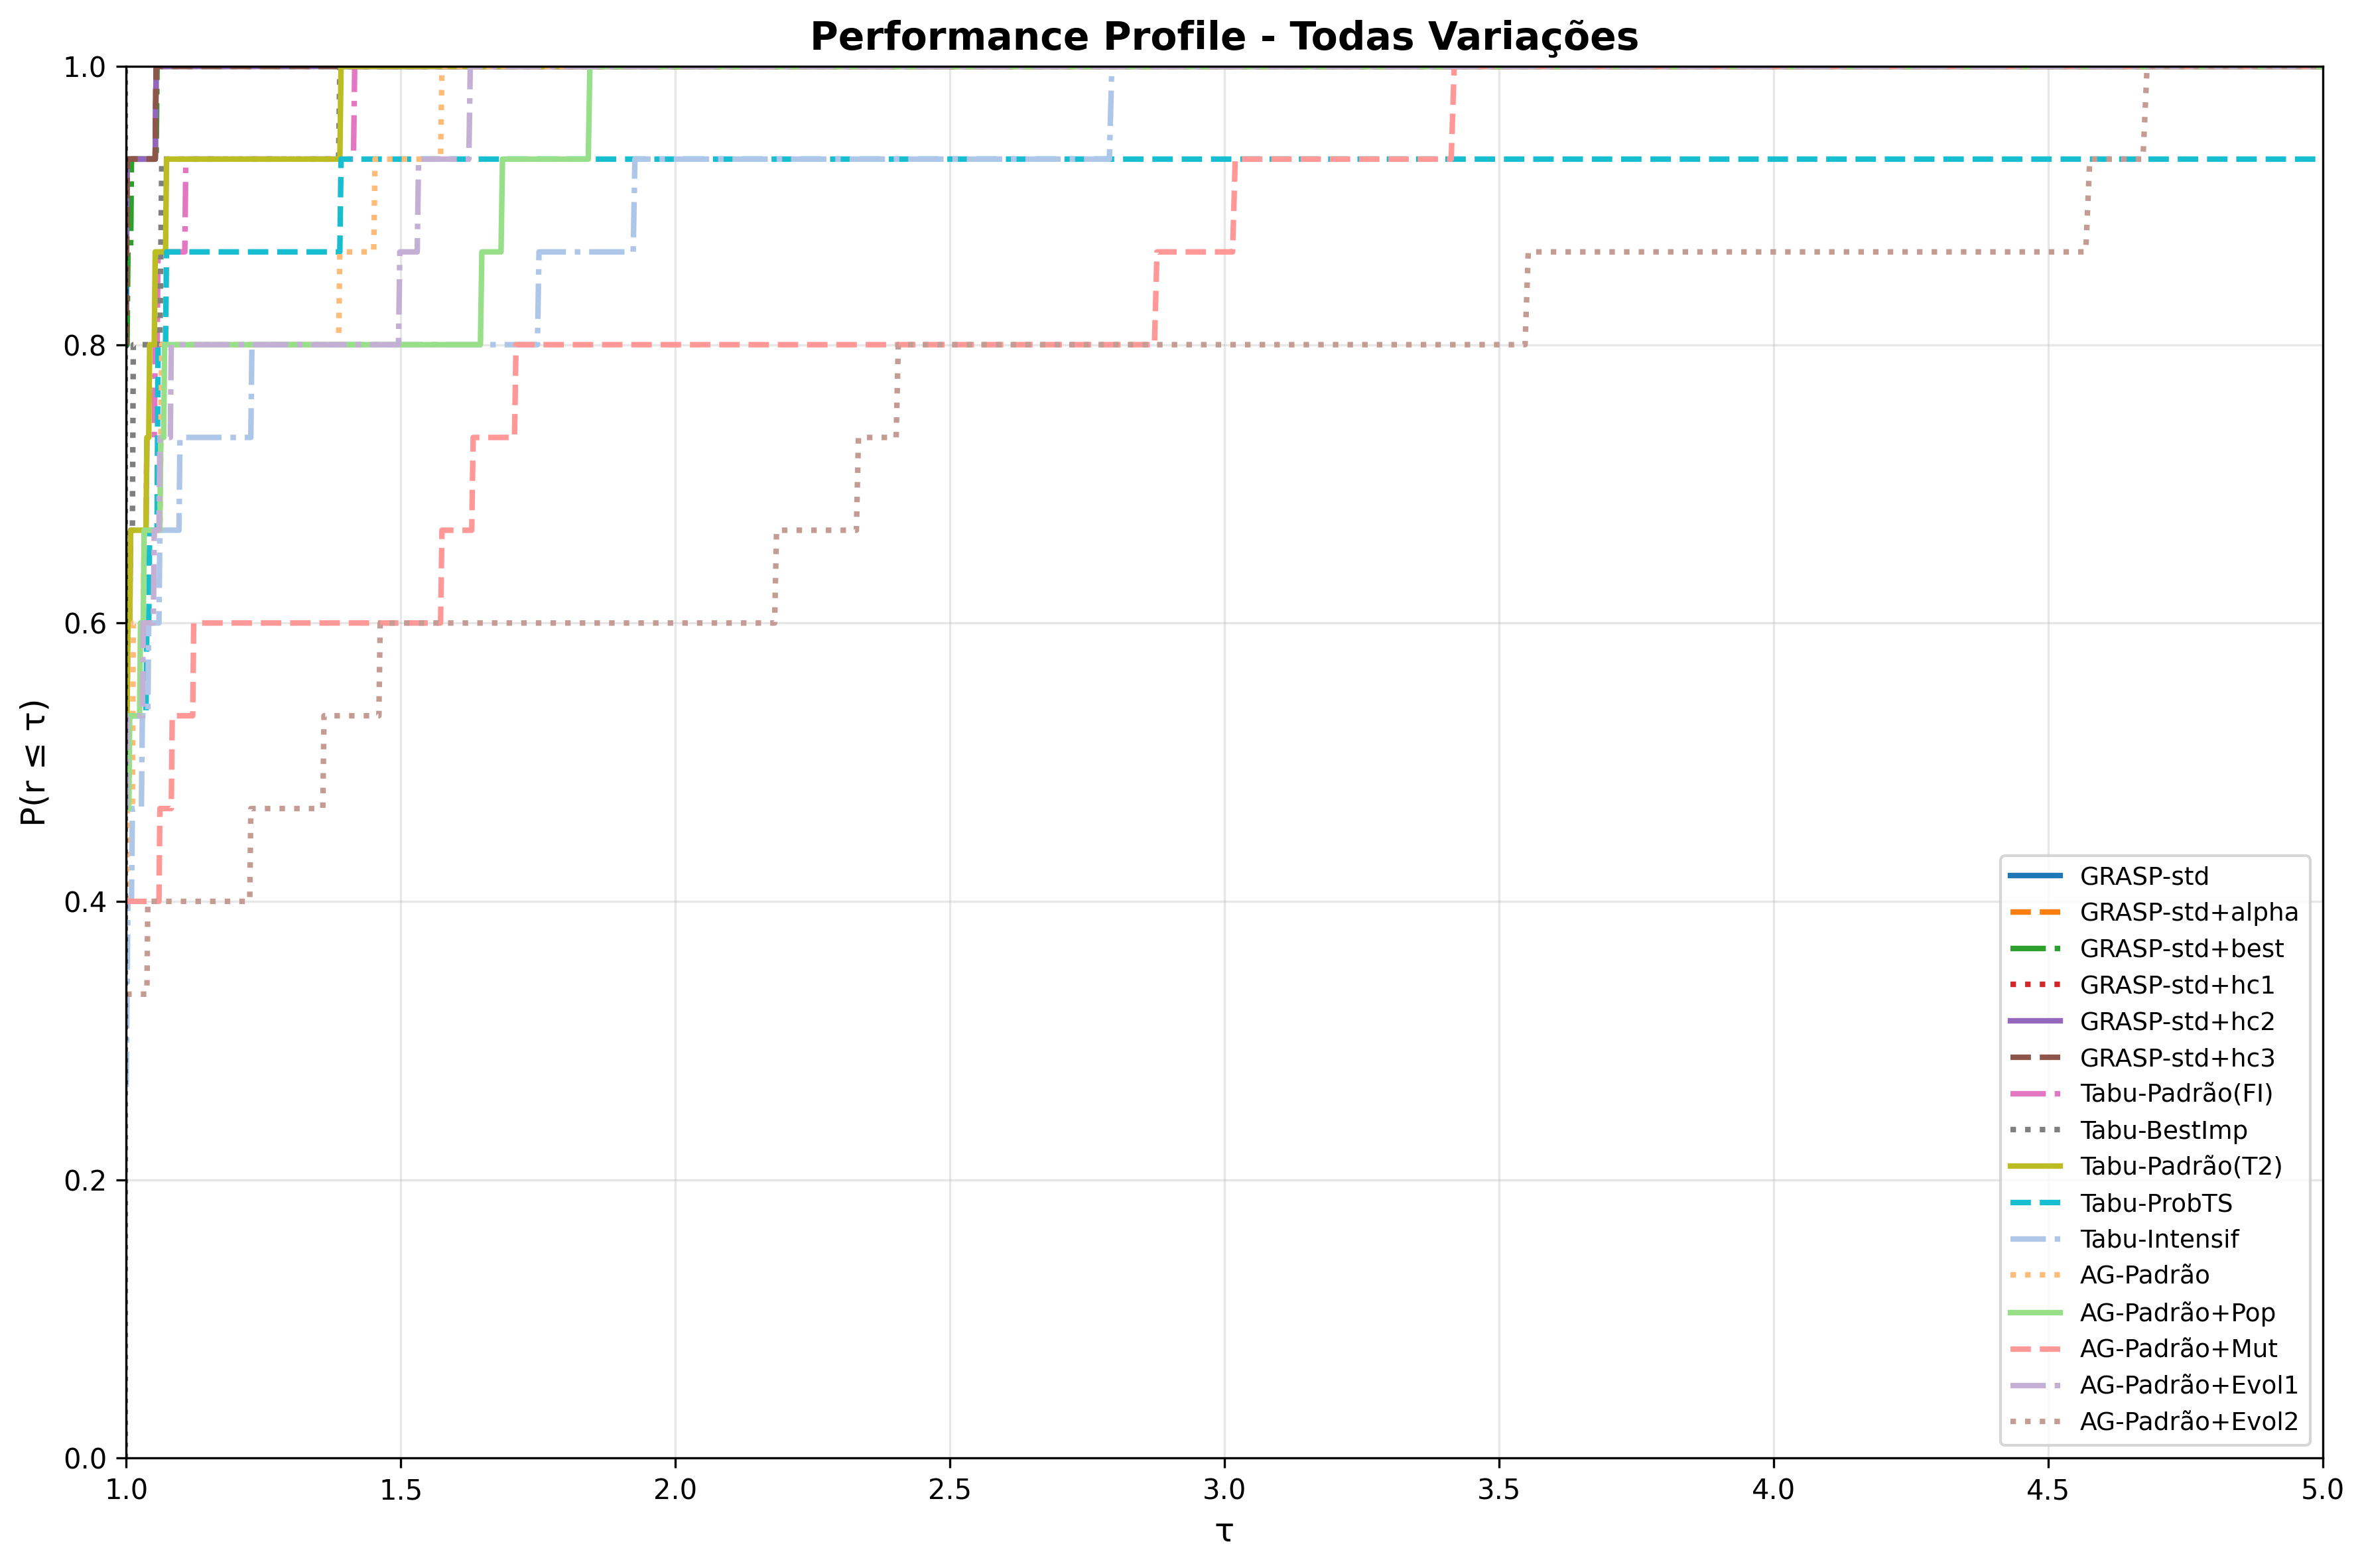 Performance Profile - Todas Variações
1.0
0.8
0.6
0.4
0.2
0.0
P(r ≤ τ)
1.0 1.5 2.0 2.5 3.0 3.5 4.0 4.5 5.0
τ
GRASP-std
GRASP-std+alpha
GRASP-std+best
GRASP-std+hc1
GRASP-std+hc2
GRASP-std+hc3
Tabu-Padrão(FI)
Tabu-BestImp
Tabu-Padrão(T2)
Tabu-ProbTS
Tabu-Intensif
AG-Padrão
AG-Padrão+Pop
AG-Padrão+Mut
AG-Padrão+Evol1
AG-Padrão+Evol2